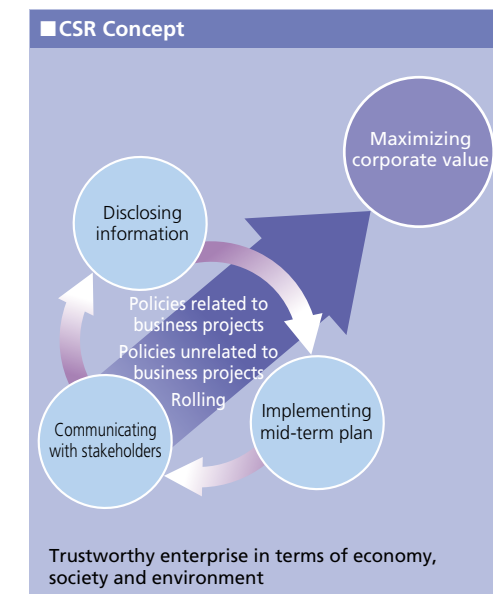 ■CSR Concept
Maximizing
corporate value
Disclosing
information
Policies related to
business projects
Policies unrelated to
business projects
Rolling
Implementing
mid-term plan
Communicating
with stakeholders
Trustworthy enterprise in terms of economy,
society and environment